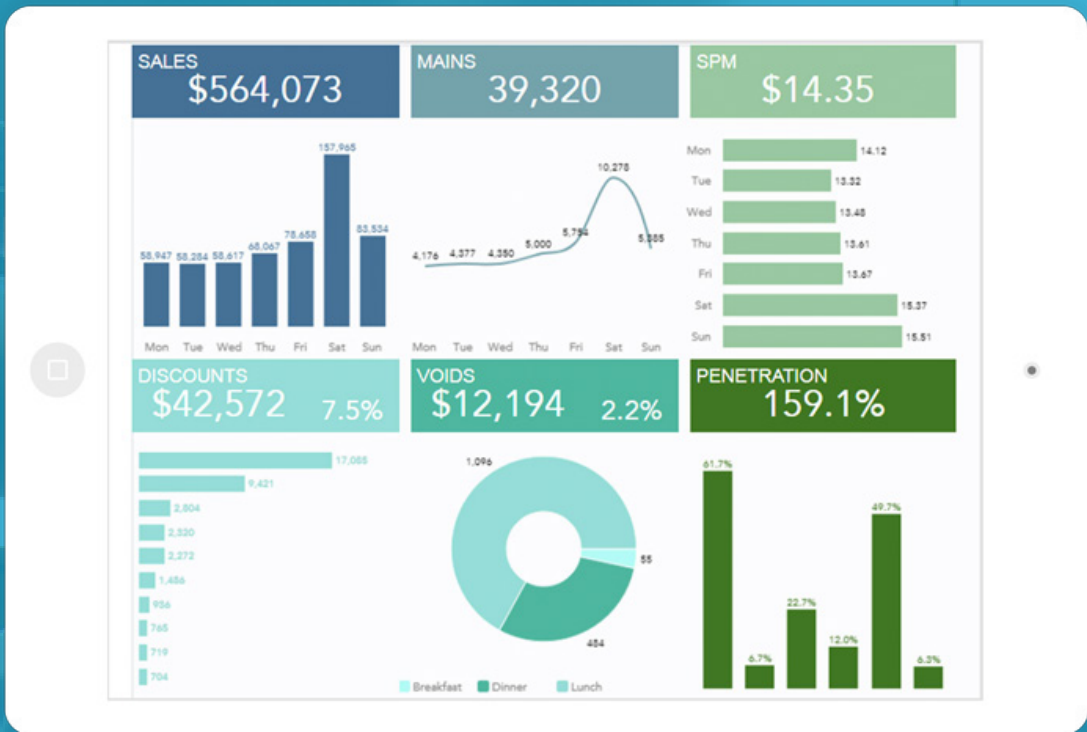 SALES
$564,073
MAINS
39,320
SPM
$14.35
157,965
83,534
78,658
68,067
58,947 58,284 58,617
Mon Tue Wed Thu Fri Sat Sun
10,278
4,176 4,377 4,350 5,000 5,754 5,385
Mon Tue Wed Thu Fri Sat Sun
Mon 14.12
Tue 13.32
Wed 13.48
Thu 13.61
Fri 13.67
Sat 15.37
Sun 15.51
DISCOUNTS
$42,572 7.5%
VOIDS
$12,194 2.2%
PENETRATION
159.1%
17,085
9,421
2,804
2,320
2,272
1,486
765
719
704
1,096
55
484
Breakfast Dinner Lunch
61.7%
6.7%
22.7%
12.0%
49.7%
6.3%